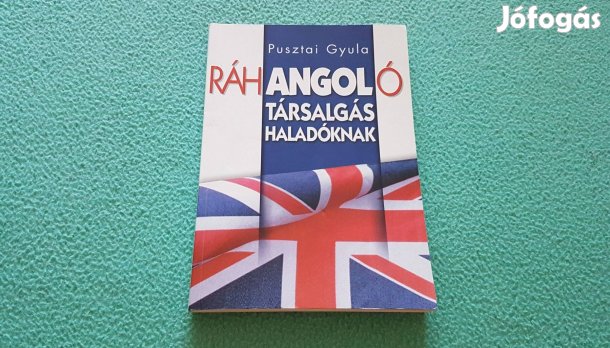 Jófogás
Pusztai Gyula
RÁHANGOLÓ
TÁRSALGÁS
HALADÓKNAK